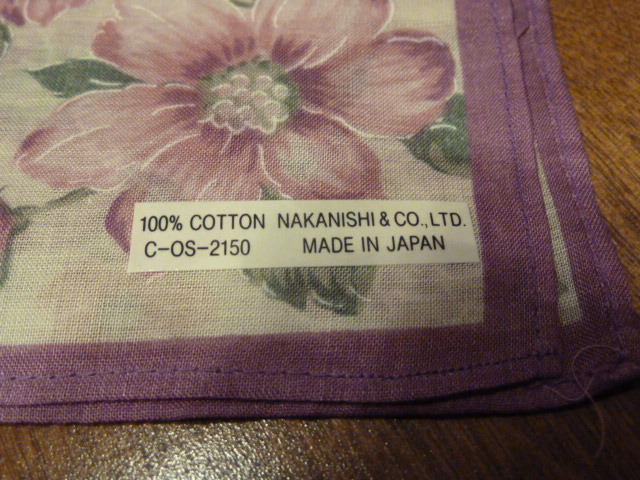 100% COTTON NAKANISHI & CO., LTD.
C-OS-2150 MADE IN JAPAN